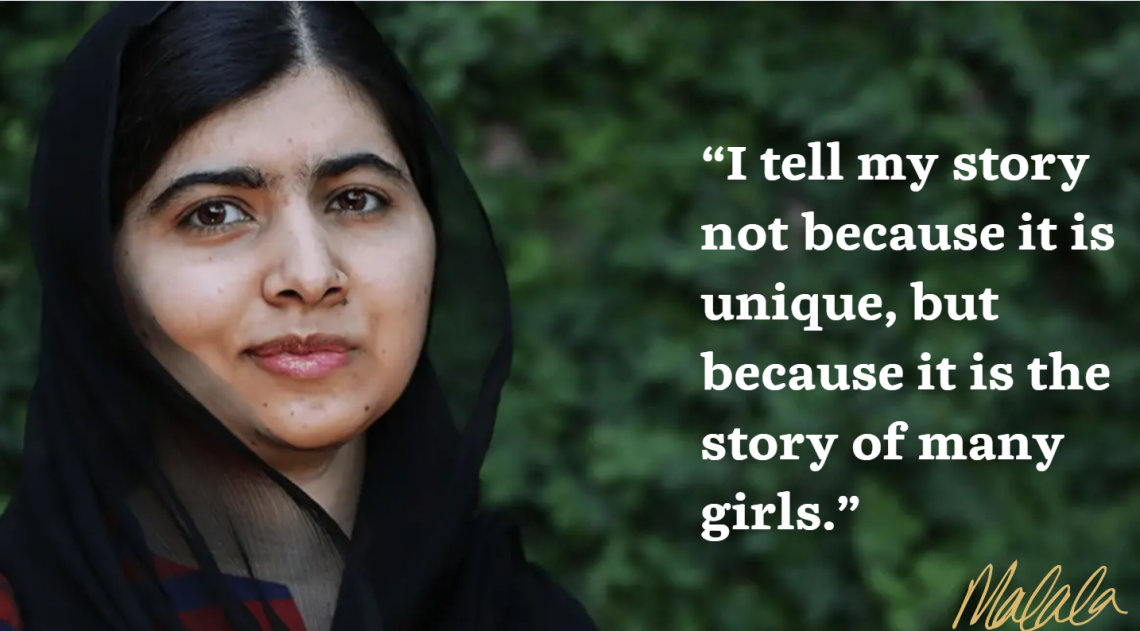 “I tell my story
not because it is
unique, but
because it is the
story of many
girls.”
Malala